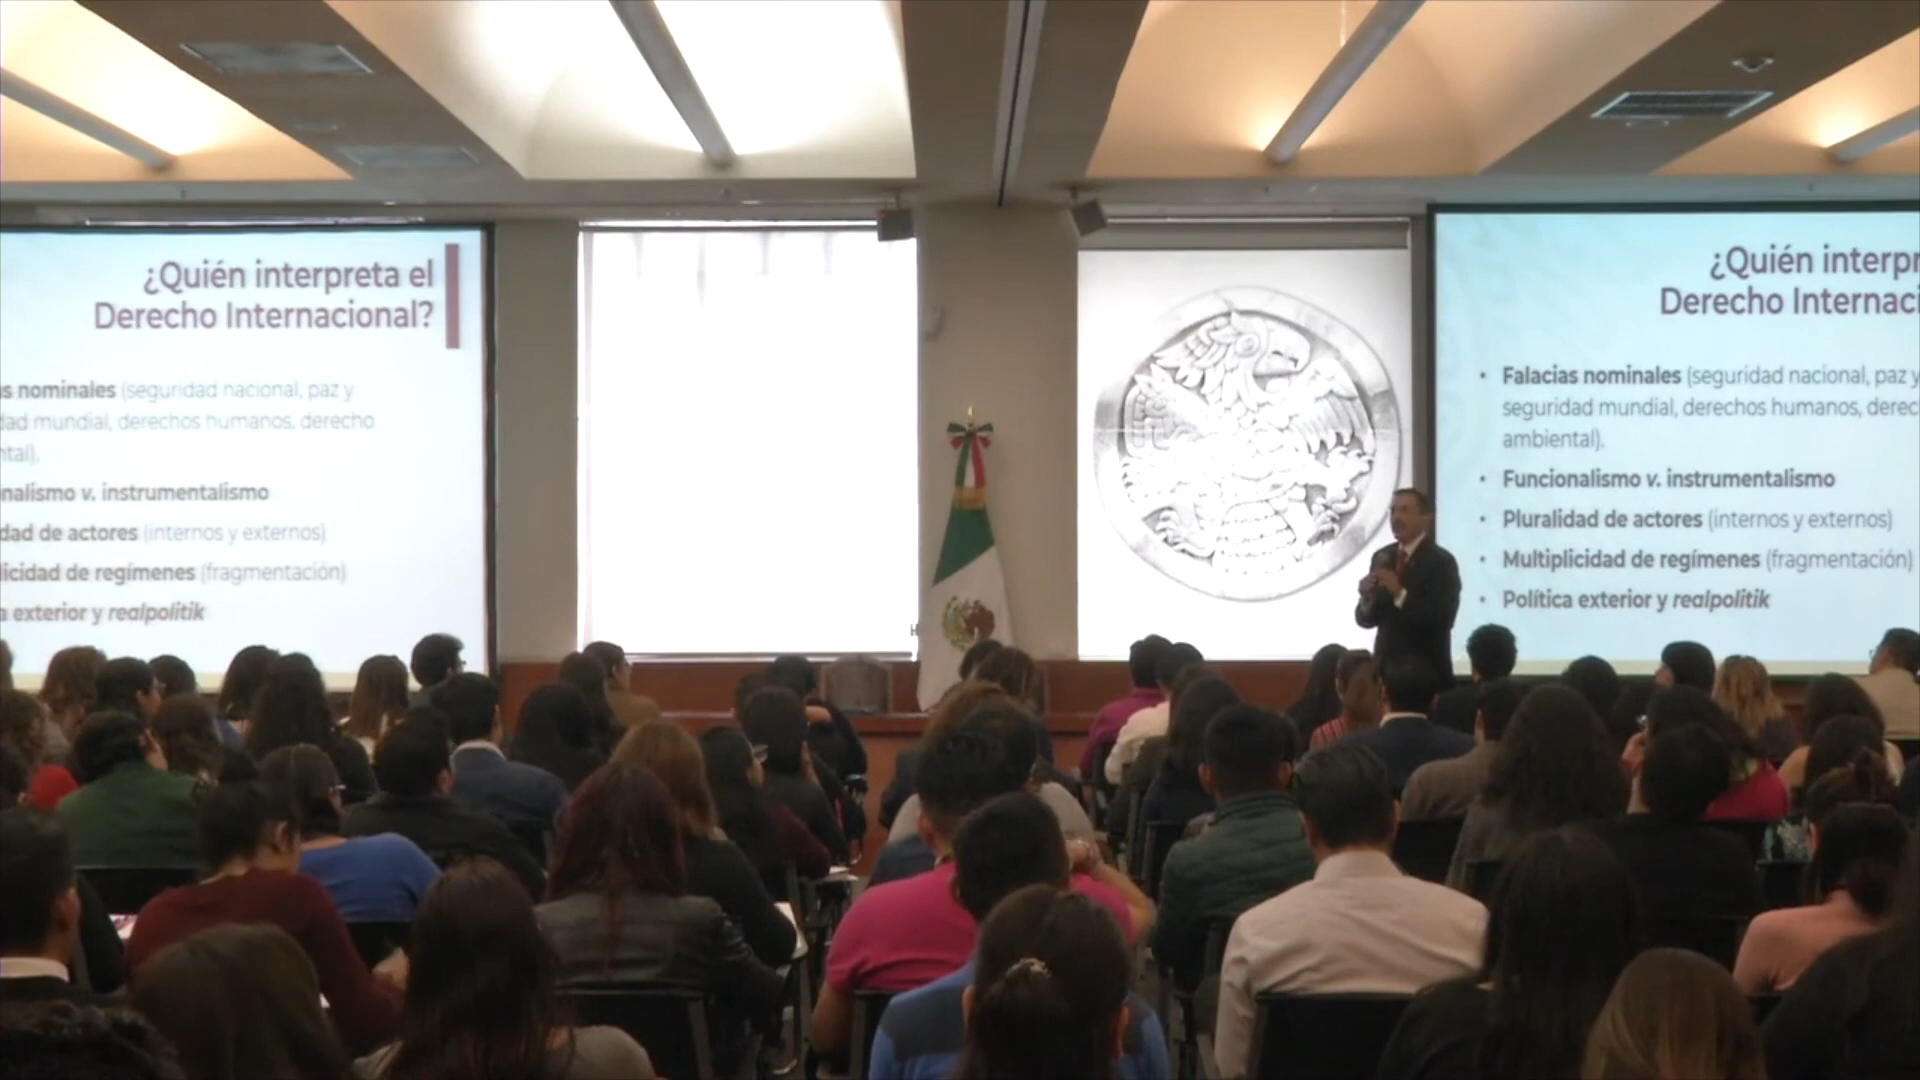 ¿Quién interpreta el
Derecho Internacional?
s nominales (seguridad nacional, paz y
dad mundial, derechos humanos, derecho
ntal).
nalismo v. instrumentalismo
dad de actores (internos y externos)
licidad de regímenes (fragmentación)
a exterior y realpolitik
H
¿Quién interpr
Derecho Internaci
• Falacias nominales (seguridad nacional, paz y
seguridad mundial, derechos humanos, derec
ambiental).
• Funcionalismo v. instrumentalismo
• Pluralidad de actores (internos y externos)
• Multiplicidad de regímenes (fragmentación)
• Política exterior y realpolitik